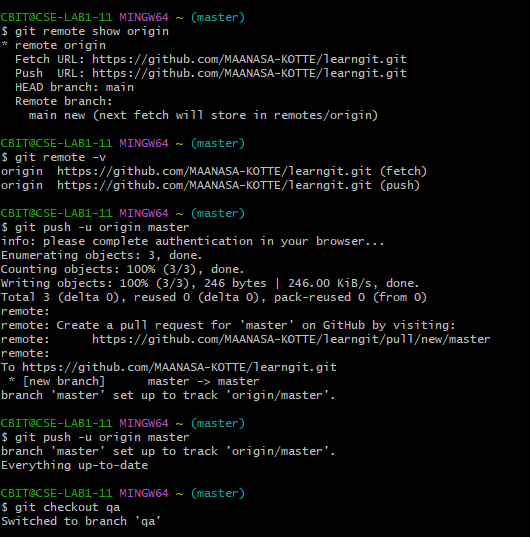 CBIT@CSE-LAB1-11 MINGW64 ~ (master)
$ git remote show origin
* remote origin
  Fetch URL: https://github.com/MAANASA-KOTTE/learngit.git
  Push  URL: https://github.com/MAANASA-KOTTE/learngit.git
  HEAD branch: main
  Remote branch:
    main new (next fetch will store in remotes/origin)

CBIT@CSE-LAB1-11 MINGW64 ~ (master)
$ git remote -v
origin  https://github.com/MAANASA-KOTTE/learngit.git (fetch)
origin  https://github.com/MAANASA-KOTTE/learngit.git (push)

CBIT@CSE-LAB1-11 MINGW64 ~ (master)
$ git push -u origin master
info: please complete authentication in your browser...
Enumerating objects: 3, done.
Counting objects: 100% (3/3), done.
Writing objects: 100% (3/3), 246 bytes | 246.00 KiB/s, done.
Total 3 (delta 0), reused 0 (delta 0), pack-reused 0 (from 0)
remote:
remote: Create a pull request for 'master' on GitHub by visiting:
remote:      https://github.com/MAANASA-KOTTE/learngit/pull/new/master
remote:
To https://github.com/MAANASA-KOTTE/learngit.git
 * [new branch]      master -> master
branch 'master' set up to track 'origin/master'.

CBIT@CSE-LAB1-11 MINGW64 ~ (master)
$ git push -u origin master
branch 'master' set up to track 'origin/master'.
Everything up-to-date

CBIT@CSE-LAB1-11 MINGW64 ~ (master)
$ git checkout qa
Switched to branch 'qa'